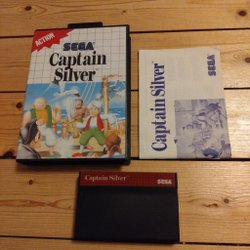 ACTION
SEGA
Captain
Silver
Captain Silver
SEGA
Captain Silver
SEGA